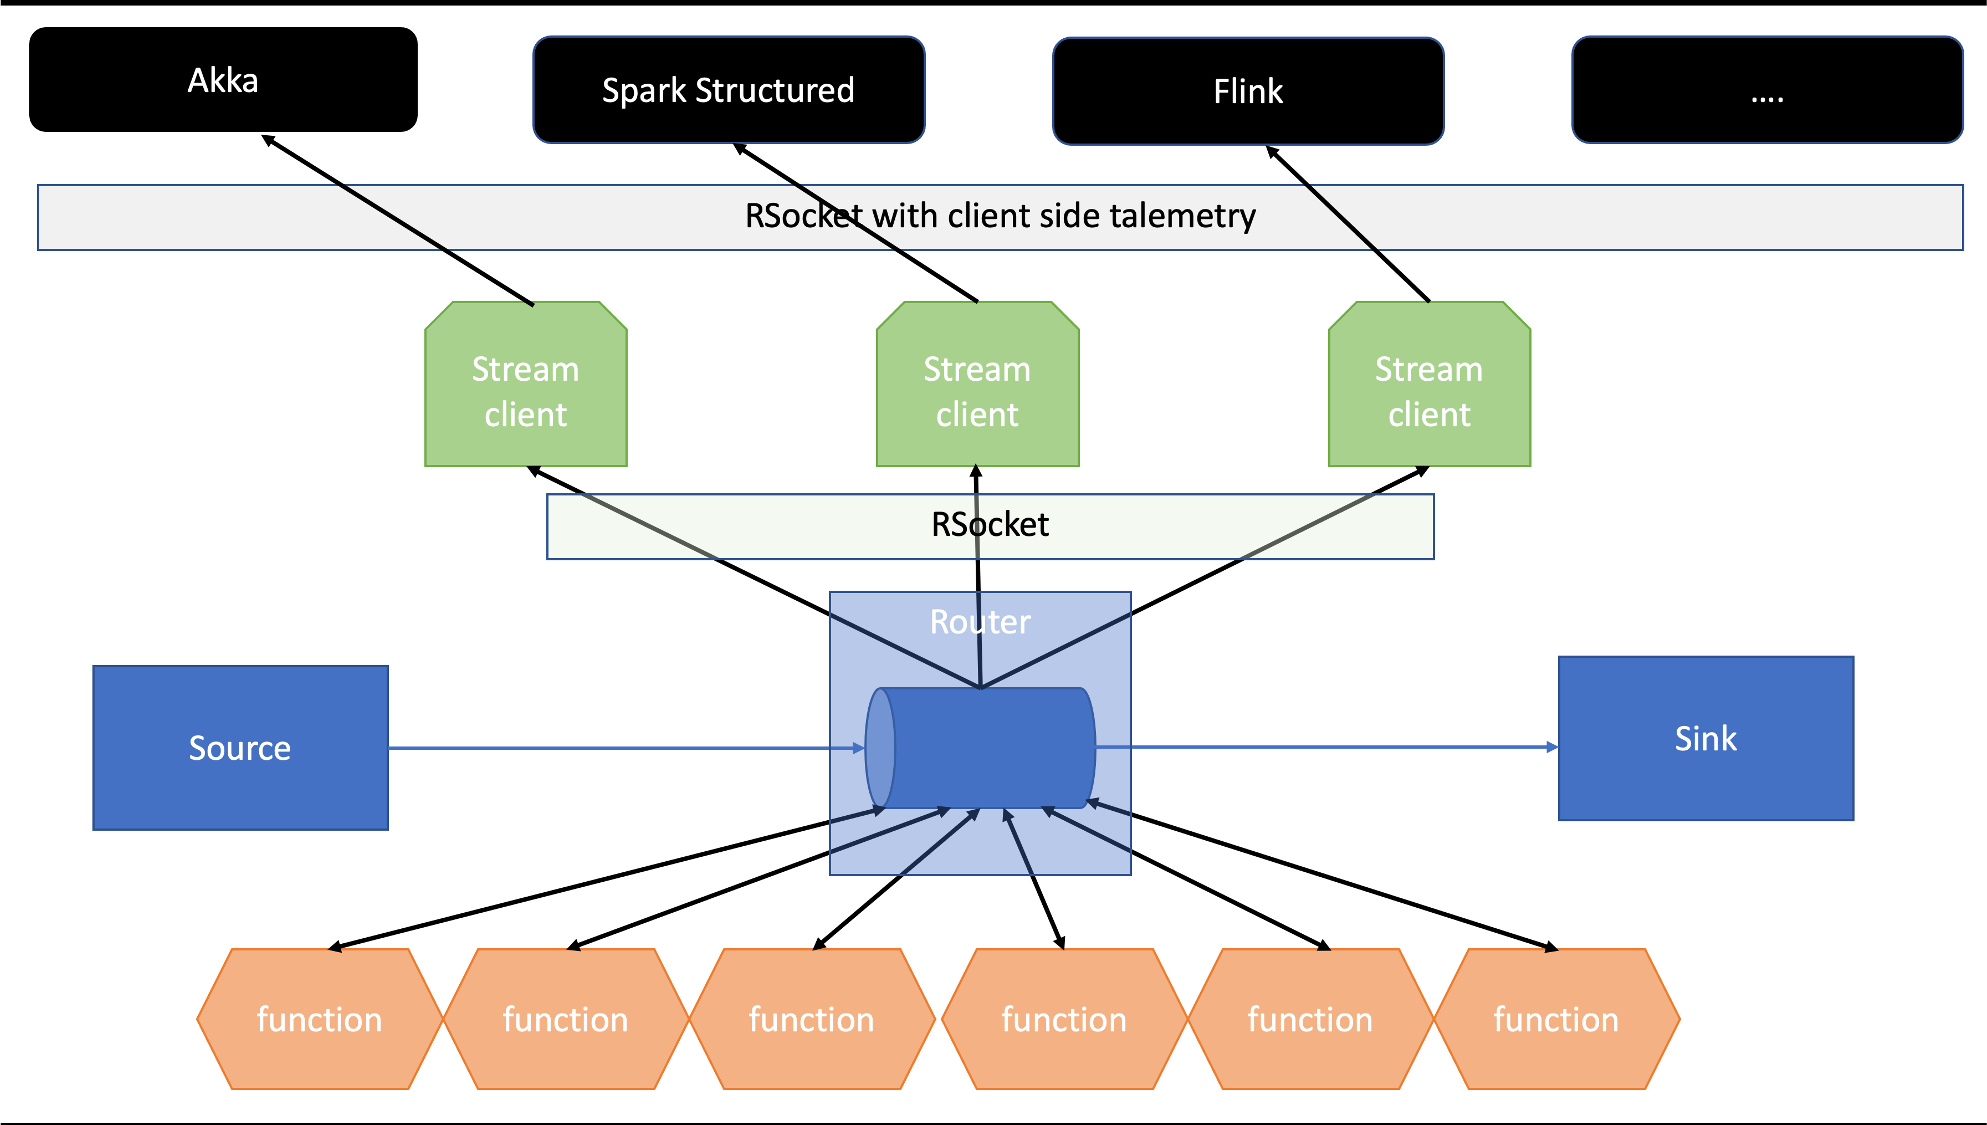 Akka
Spark Structured
Flink
....
RSocket with client side talemetry
Stream
client
Stream
client
Stream
client
RSocket
Router
Source
Sink
function
function
function
function
function
function